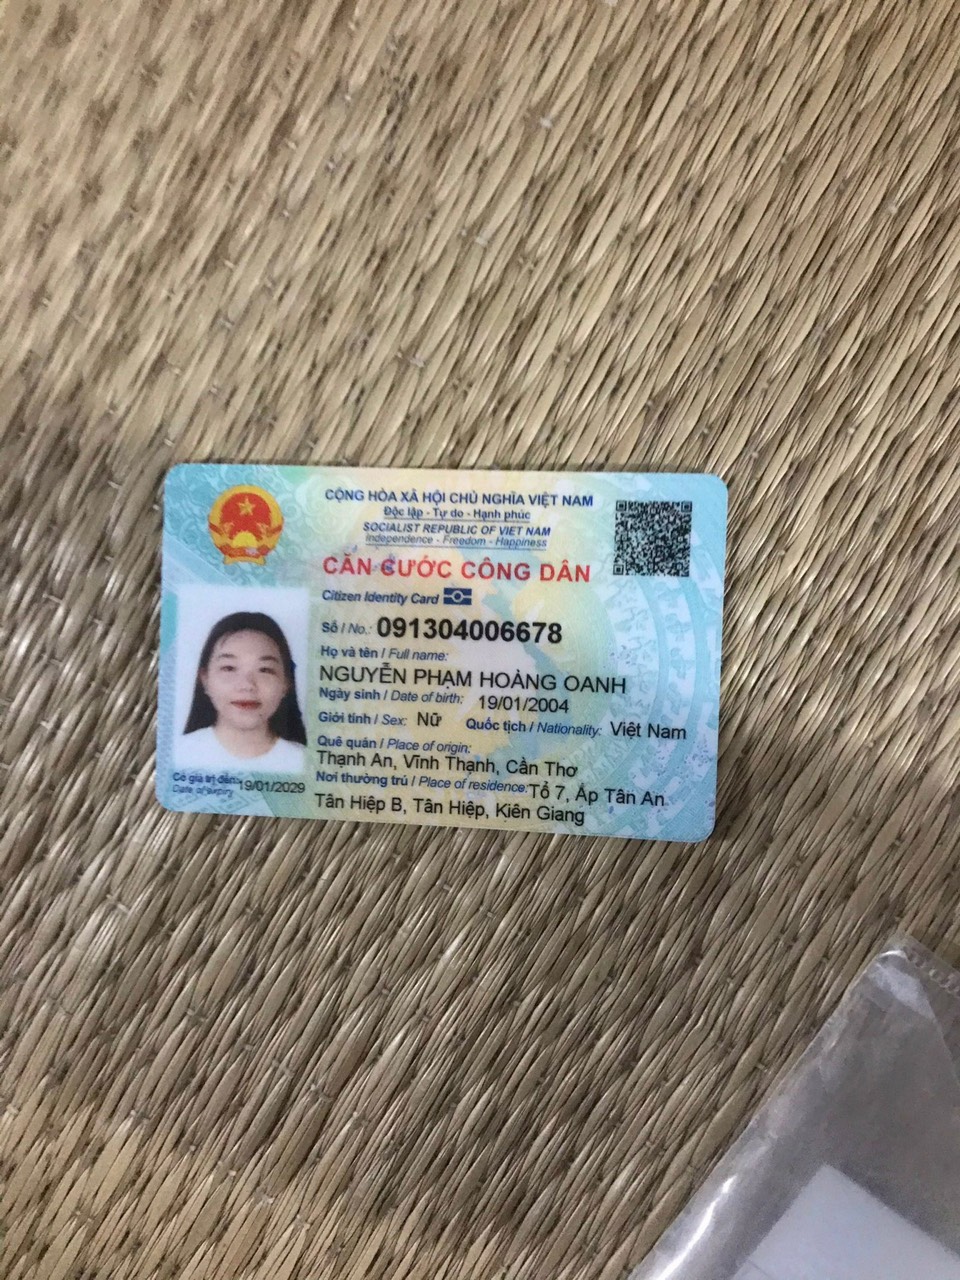 CỘNG HÒA XÃ HỘI CHỦ NGHĨA VIỆT NAM
Độc lập - Tự do - Hạnh phúc
SOCIALIST REPUBLIC OF VIET NAM
Independence - Freedom - Happiness
CĂN CƯỚC CÔNG DÂN
Citizen Identity Card
Số / No.: 091304006678
Họ và tên / Full name:
NGUYỄN PHẠM HOÀNG OANH
Ngày sinh / Date of birth: 19/01/2004
Giới tính / Sex: Nữ Quốc tịch / Nationality: Việt Nam
Quê quán / Place of origin:
Thạnh An, Vĩnh Thạnh, Cần Thơ
Nơi thường trú / Place of residence: Tổ 7, Ấp Tân An
Tân Hiệp B, Tân Hiệp, Kiên Giang
Có giá trị đến: 19/01/2029
Date of expiry